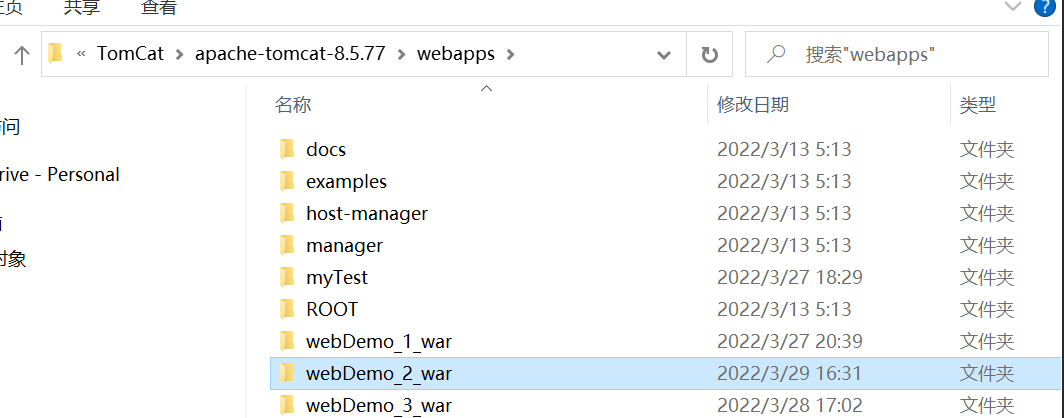 主页 共享 查看
« TomCat > apache-tomcat-8.5.77 > webapps >
搜索"webapps"
名称 修改日期 类型
docs 2022/3/13 5:13 文件夹
examples 2022/3/13 5:13 文件夹
host-manager 2022/3/13 5:13 文件夹
manager 2022/3/13 5:13 文件夹
myTest 2022/3/27 18:29 文件夹
ROOT 2022/3/13 5:13 文件夹
webDemo_1_war 2022/3/27 20:39 文件夹
webDemo_2_war 2022/3/29 16:31 文件夹
webDemo_3_war 2022/3/28 17:02 文件夹
访问
rive - Personal
对象